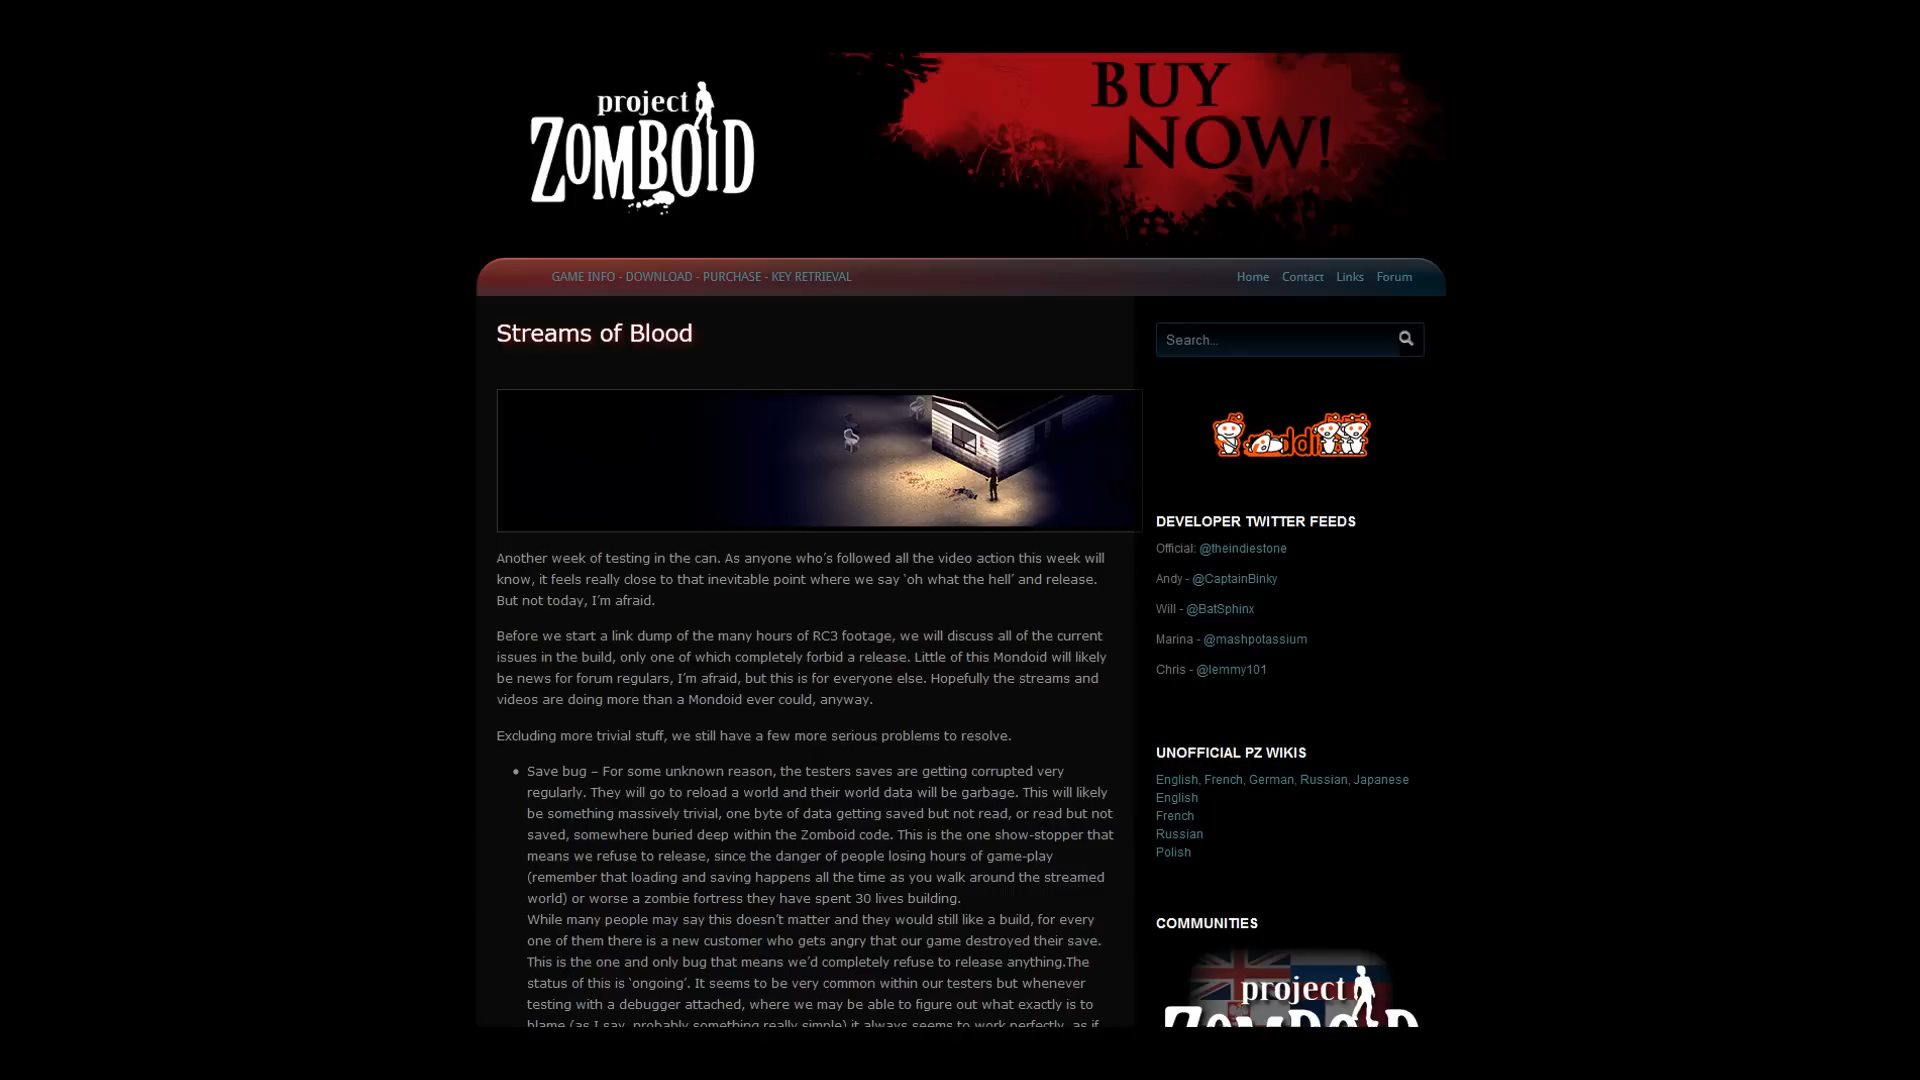 project
ZOMBOID
BUY
NOW!
GAME INFO - DOWNLOAD - PURCHASE - KEY RETRIEVAL
Home Contact Links Forum
Streams of Blood
Another week of testing in the can. As anyone who’s followed all the video action this week will
know, it feels really close to that inevitable point where we say ‘oh what the hell’ and release.
But not today, I’m afraid.
Before we start a link dump of the many hours of RC3 footage, we will discuss all of the current
issues in the build, only one of which completely forbid a release. Little of this Mondoid will likely
be news for forum regulars, I’m afraid, but this is for everyone else. Hopefully the streams and
videos are doing more than a Mondoid ever could, anyway.
Excluding more trivial stuff, we still have a few more serious problems to resolve.
• Save bug – For some unknown reason, the testers saves are getting corrupted very
regularly. They will go to reload a world and their world data will be garbage. This will likely
be something massively trivial, one byte of data getting saved but not read, or read but not
saved, somewhere buried deep within the Zomboid code. This is the one show-stopper that
means we refuse to release, since the danger of people losing hours of game-play
(remember that loading and saving happens all the time as you walk around the streamed
world) or worse a zombie fortress they have spent 30 lives building.
While many people may say this doesn’t matter and they would still like a build, for every
one of them there is a new customer who gets angry that our game destroyed their save.
This is the one and only bug that means we’d completely refuse to release anything.The
status of this is ‘ongoing’. It seems to be very common within our testers but whenever
testing with a debugger attached, where we may be able to figure out what exactly is to
blame (as I say, probably something really simple) it always seems to work perfectly, as if
Search...
reddit
DEVELOPER TWITTER FEEDS
Official: @theindiestone
Andy - @CaptainBinky
Will - @BatSphinx
Marina - @mashpotassium
Chris - @lemmy101
UNOFFICIAL PZ WIKIS
English, French, German, Russian, Japanese
English
French
Russian
Polish
COMMUNITIES
project
ZOMBOID